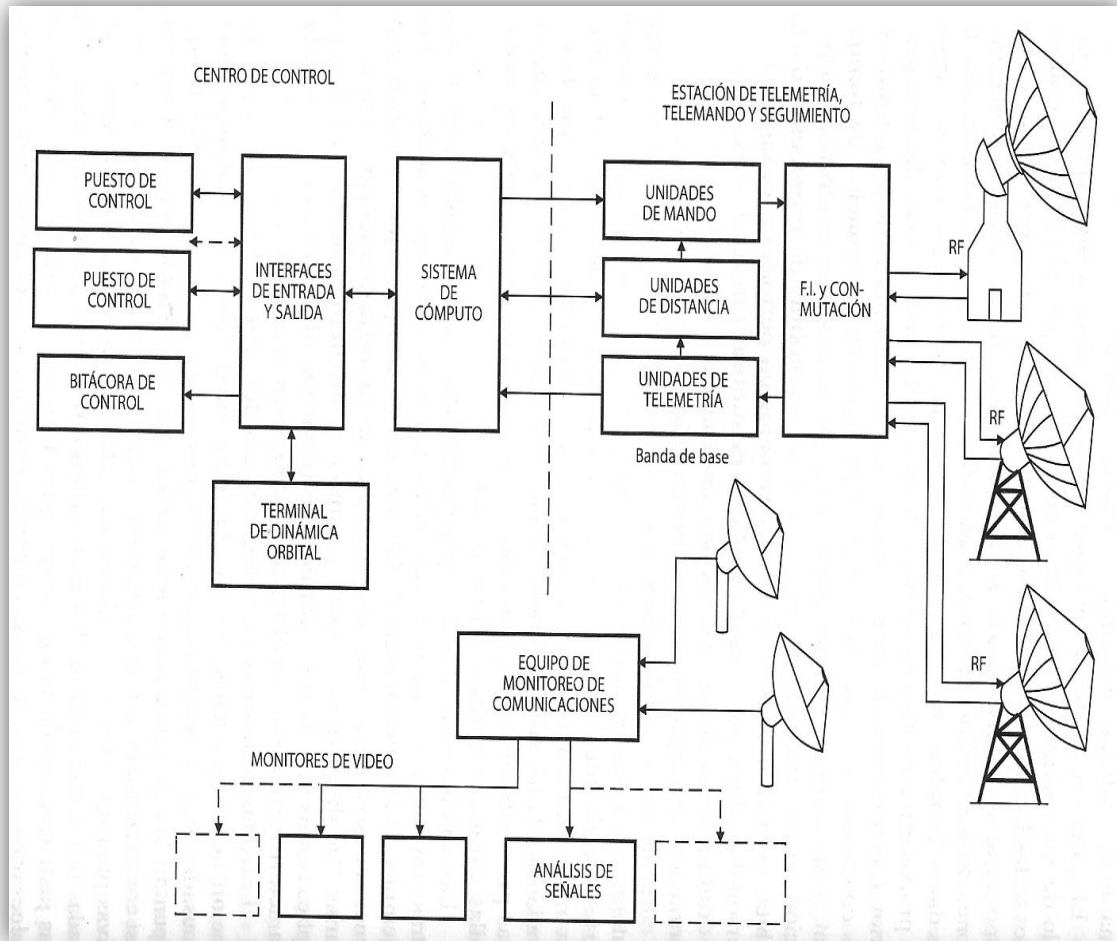 CENTRO DE CONTROL
ESTACIÓN DE TELEMETRÍA,
TELEMANDO Y SEGUIMIENTO
PUESTO DE
CONTROL
PUESTO DE
CONTROL
BITÁCORA DE
CONTROL
INTERFACES
DE ENTRADA
Y SALIDA
SISTEMA
DE
CÓMPUTO
UNIDADES
DE MANDO
UNIDADES
DE DISTANCIA
UNIDADES DE
TELEMETRÍA
Banda de base
F.I. y CON-
MUTACIÓN
RF
RF
RF
TERMINAL
DE DINÁMICA
ORBITAL
EQUIPO DE
MONITOREO DE
COMUNICACIONES
MONITORES DE VIDEO
ANÁLISIS DE
SEÑALES